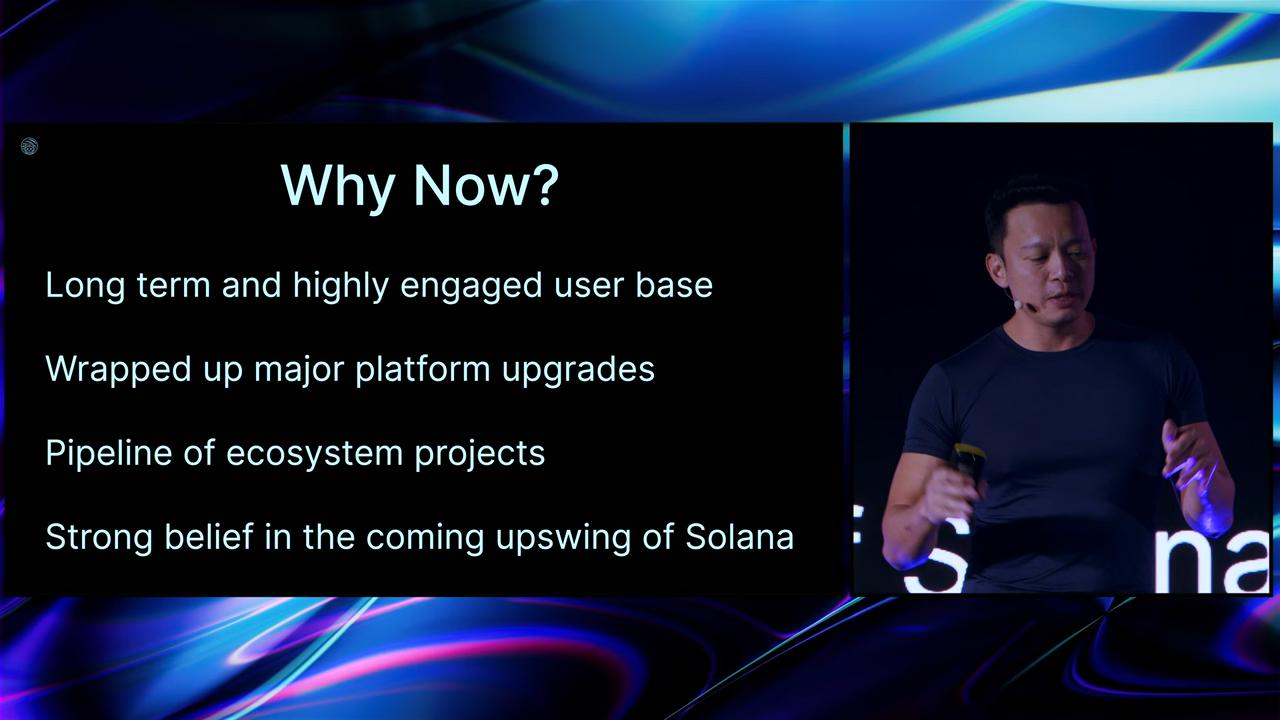 Why Now?
Long term and highly engaged user base
Wrapped up major platform upgrades
Pipeline of ecosystem projects
Strong belief in the coming upswing of Solana
f S na